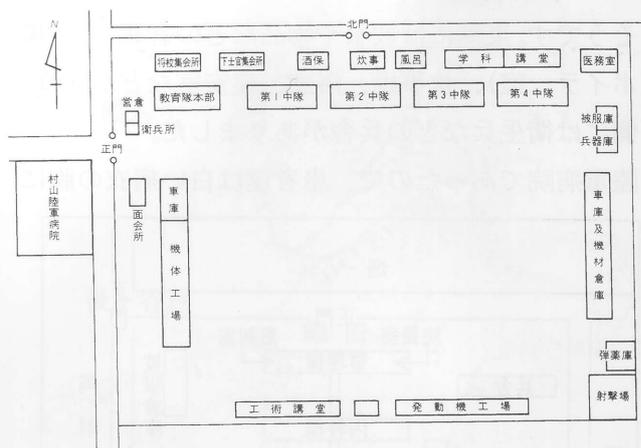 北門
N
将校集会所
下士官集会所
酒保
炊事
風呂
学科
講堂
医務室
教育隊本部
第1中隊
第2中隊
第3中隊
第4中隊
営倉
衛兵所
被服庫
兵器庫
正門
村山陸軍病院
面会所
車庫
機体工場
車庫及機材倉庫
弾薬庫
射撃場
工術講堂
発動機工場